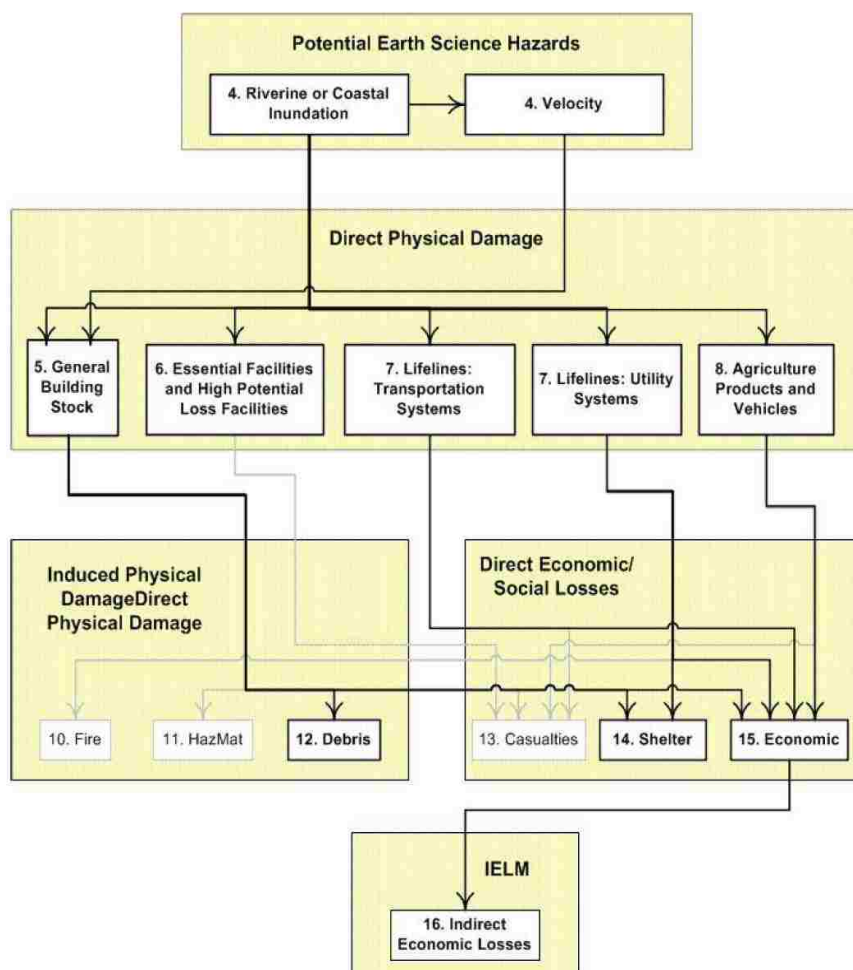 Potential Earth Science Hazards
4. Riverine or Coastal
Inundation
4. Velocity
Direct Physical Damage
5. General
Building
Stock
6. Essential Facilities
and High Potential
Loss Facilities
7. Lifelines:
Transportation
Systems
7. Lifelines: Utility
Systems
8. Agriculture
Products and
Vehicles
Induced Physical
DamageDirect
Physical Damage
10. Fire
11. HazMat
12. Debris
Direct Economic/
Social Losses
13. Casualties
14. Shelter
15. Economic
IELM
16. Indirect
Economic Losses